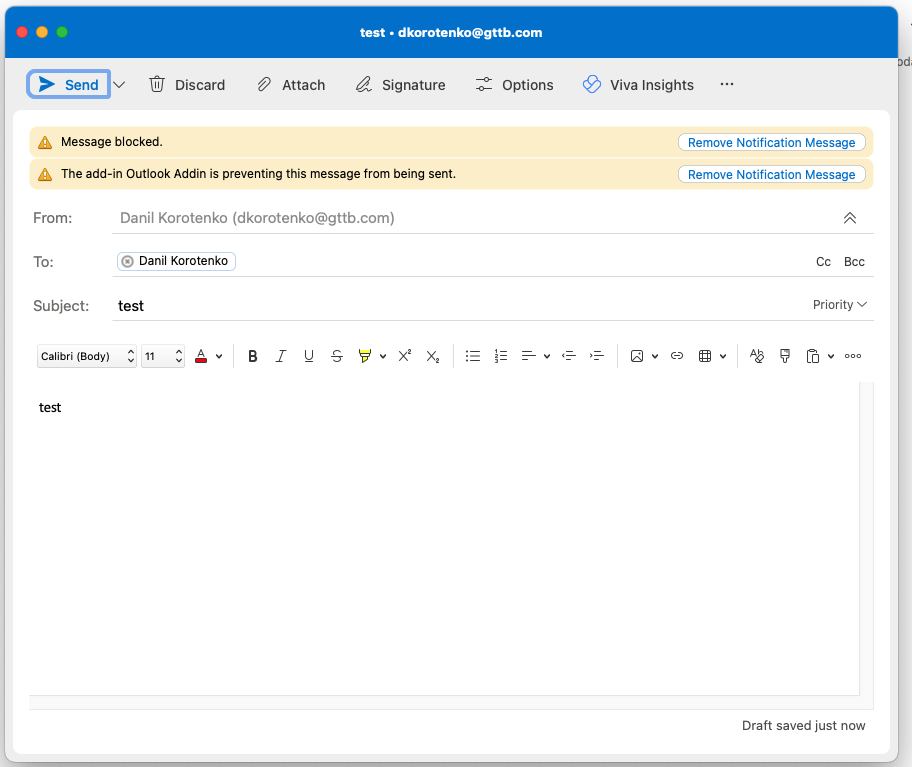 test • dkorotenko@gttb.com
Send Discard Attach Signature Options Viva Insights ...
Message blocked. Remove Notification Message
The add-in Outlook Addin is preventing this message from being sent. Remove Notification Message
From: Danil Korotenko (dkorotenko@gttb.com)
To: Danil Korotenko Cc Bcc
Subject: test Priority
Calibri (Body) 11
test
Draft saved just now